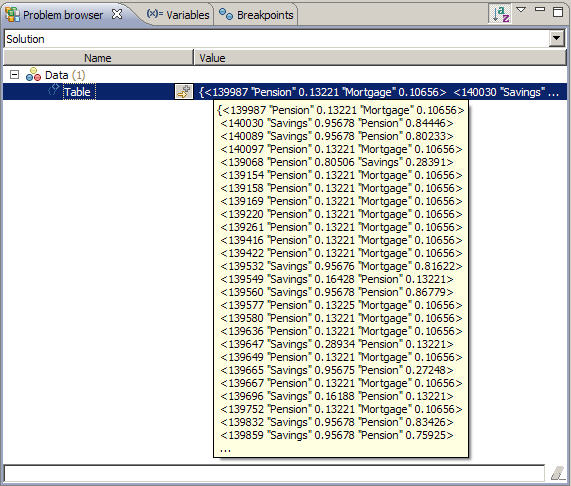 Problem browser (x)= Variables Breakpoints
Solution
Name Value
Data (1)
Table {<139987 "Pension" 0.13221 "Mortgage" 0.10656> <140030 "Savings" ...
{<139987 "Pension" 0.13221 "Mortgage" 0.10656>
<140030 "Savings" 0.95678 "Pension" 0.84446>
<140089 "Savings" 0.95678 "Pension" 0.80233>
<140097 "Pension" 0.13221 "Mortgage" 0.10656>
<139068 "Pension" 0.80506 "Savings" 0.28391>
<139154 "Pension" 0.13221 "Mortgage" 0.10656>
<139158 "Pension" 0.13221 "Mortgage" 0.10656>
<139169 "Pension" 0.13221 "Mortgage" 0.10656>
<139220 "Pension" 0.13221 "Mortgage" 0.10656>
<139261 "Pension" 0.13221 "Mortgage" 0.10656>
<139416 "Pension" 0.13221 "Mortgage" 0.10656>
<139422 "Pension" 0.13221 "Mortgage" 0.10656>
<139532 "Savings" 0.95676 "Mortgage" 0.81622>
<139549 "Savings" 0.16428 "Pension" 0.13221>
<139560 "Savings" 0.95678 "Pension" 0.86779>
<139577 "Pension" 0.13225 "Mortgage" 0.10656>
<139580 "Pension" 0.13221 "Mortgage" 0.10656>
<139636 "Pension" 0.13221 "Mortgage" 0.10656>
<139647 "Savings" 0.28934 "Pension" 0.13221>
<139649 "Pension" 0.13221 "Mortgage" 0.10656>
<139665 "Savings" 0.95675 "Pension" 0.27248>
<139667 "Pension" 0.13221 "Mortgage" 0.10656>
<139696 "Savings" 0.16188 "Pension" 0.13221>
<139752 "Pension" 0.13221 "Mortgage" 0.10656>
<139832 "Savings" 0.95678 "Pension" 0.83426>
<139859 "Savings" 0.95678 "Pension" 0.75925>
...